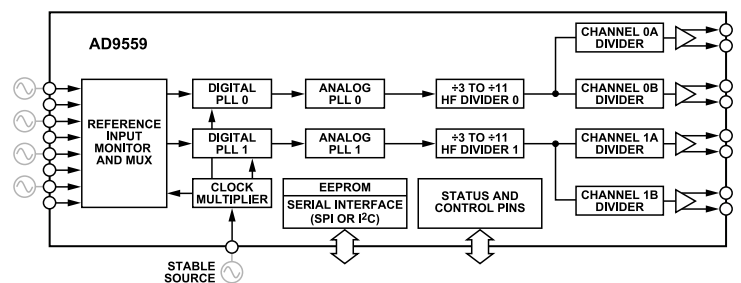 AD9559
REFERENCE
INPUT
MONITOR
AND MUX
DIGITAL
PLL 0
ANALOG
PLL 0
÷3 TO ÷11
HF DIVIDER 0
CHANNEL 0A
DIVIDER
CHANNEL 0B
DIVIDER
DIGITAL
PLL 1
ANALOG
PLL 1
÷3 TO ÷11
HF DIVIDER 1
CHANNEL 1A
DIVIDER
CHANNEL 1B
DIVIDER
CLOCK
MULTIPLIER
EEPROM
SERIAL INTERFACE
(SPI OR I²C)
STATUS AND
CONTROL PINS
STABLE
SOURCE